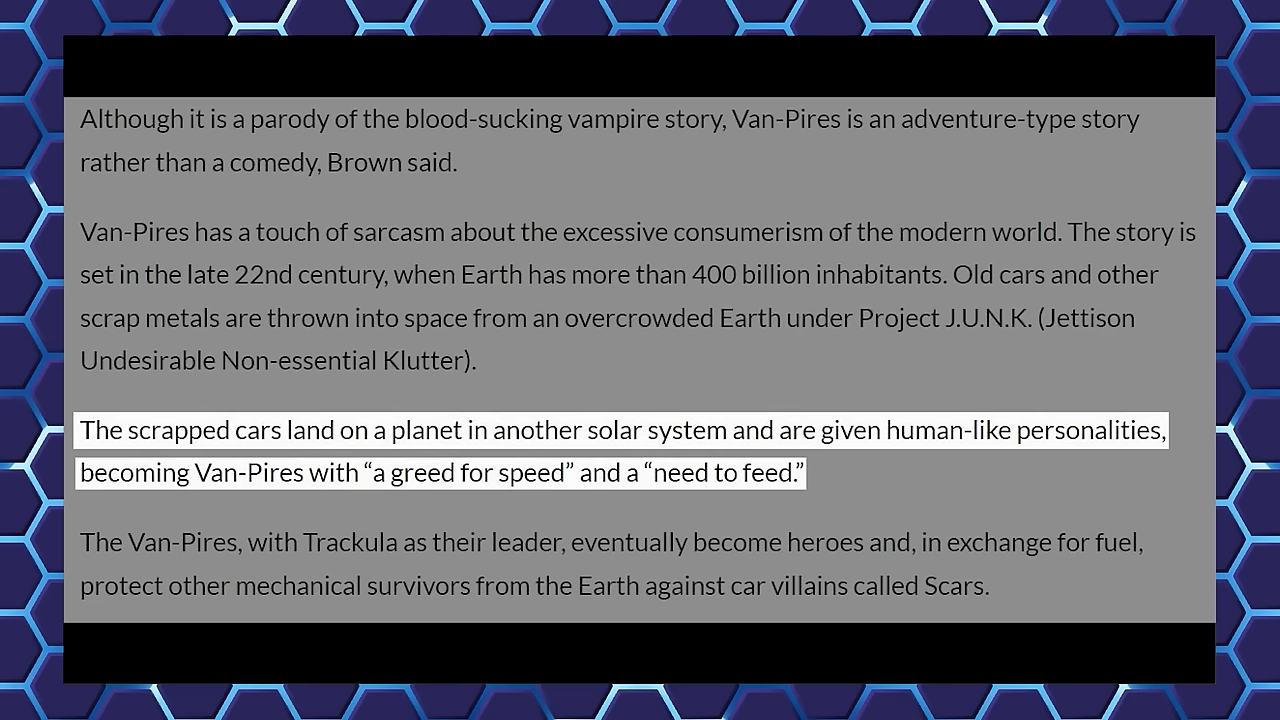 Although it is a parody of the blood-sucking vampire story, Van-Pires is an adventure-type story
rather than a comedy, Brown said.
Van-Pires has a touch of sarcasm about the excessive consumerism of the modern world. The story is
set in the late 22nd century, when Earth has more than 400 billion inhabitants. Old cars and other
scrap metals are thrown into space from an overcrowded Earth under Project J.U.N.K. (Jettison
Undesirable Non-essential Klutter).
The scrapped cars land on a planet in another solar system and are given human-like personalities,
becoming Van-Pires with “a greed for speed” and a “need to feed.”
The Van-Pires, with Trackula as their leader, eventually become heroes and, in exchange for fuel,
protect other mechanical survivors from the Earth against car villains called Scars.